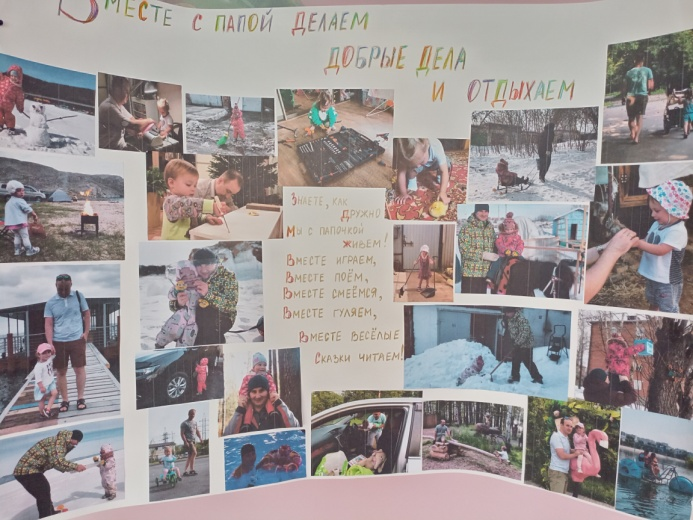 Вместе с папой делаем
добрые дела
и отдыхаем
Знаете, как
дружно
Мы с папочкой
живём!
Вместе играем,
Вместе поём,
Вместе смеёмся,
Вместе гуляем,
Вместе весёлые
сказки читаем!